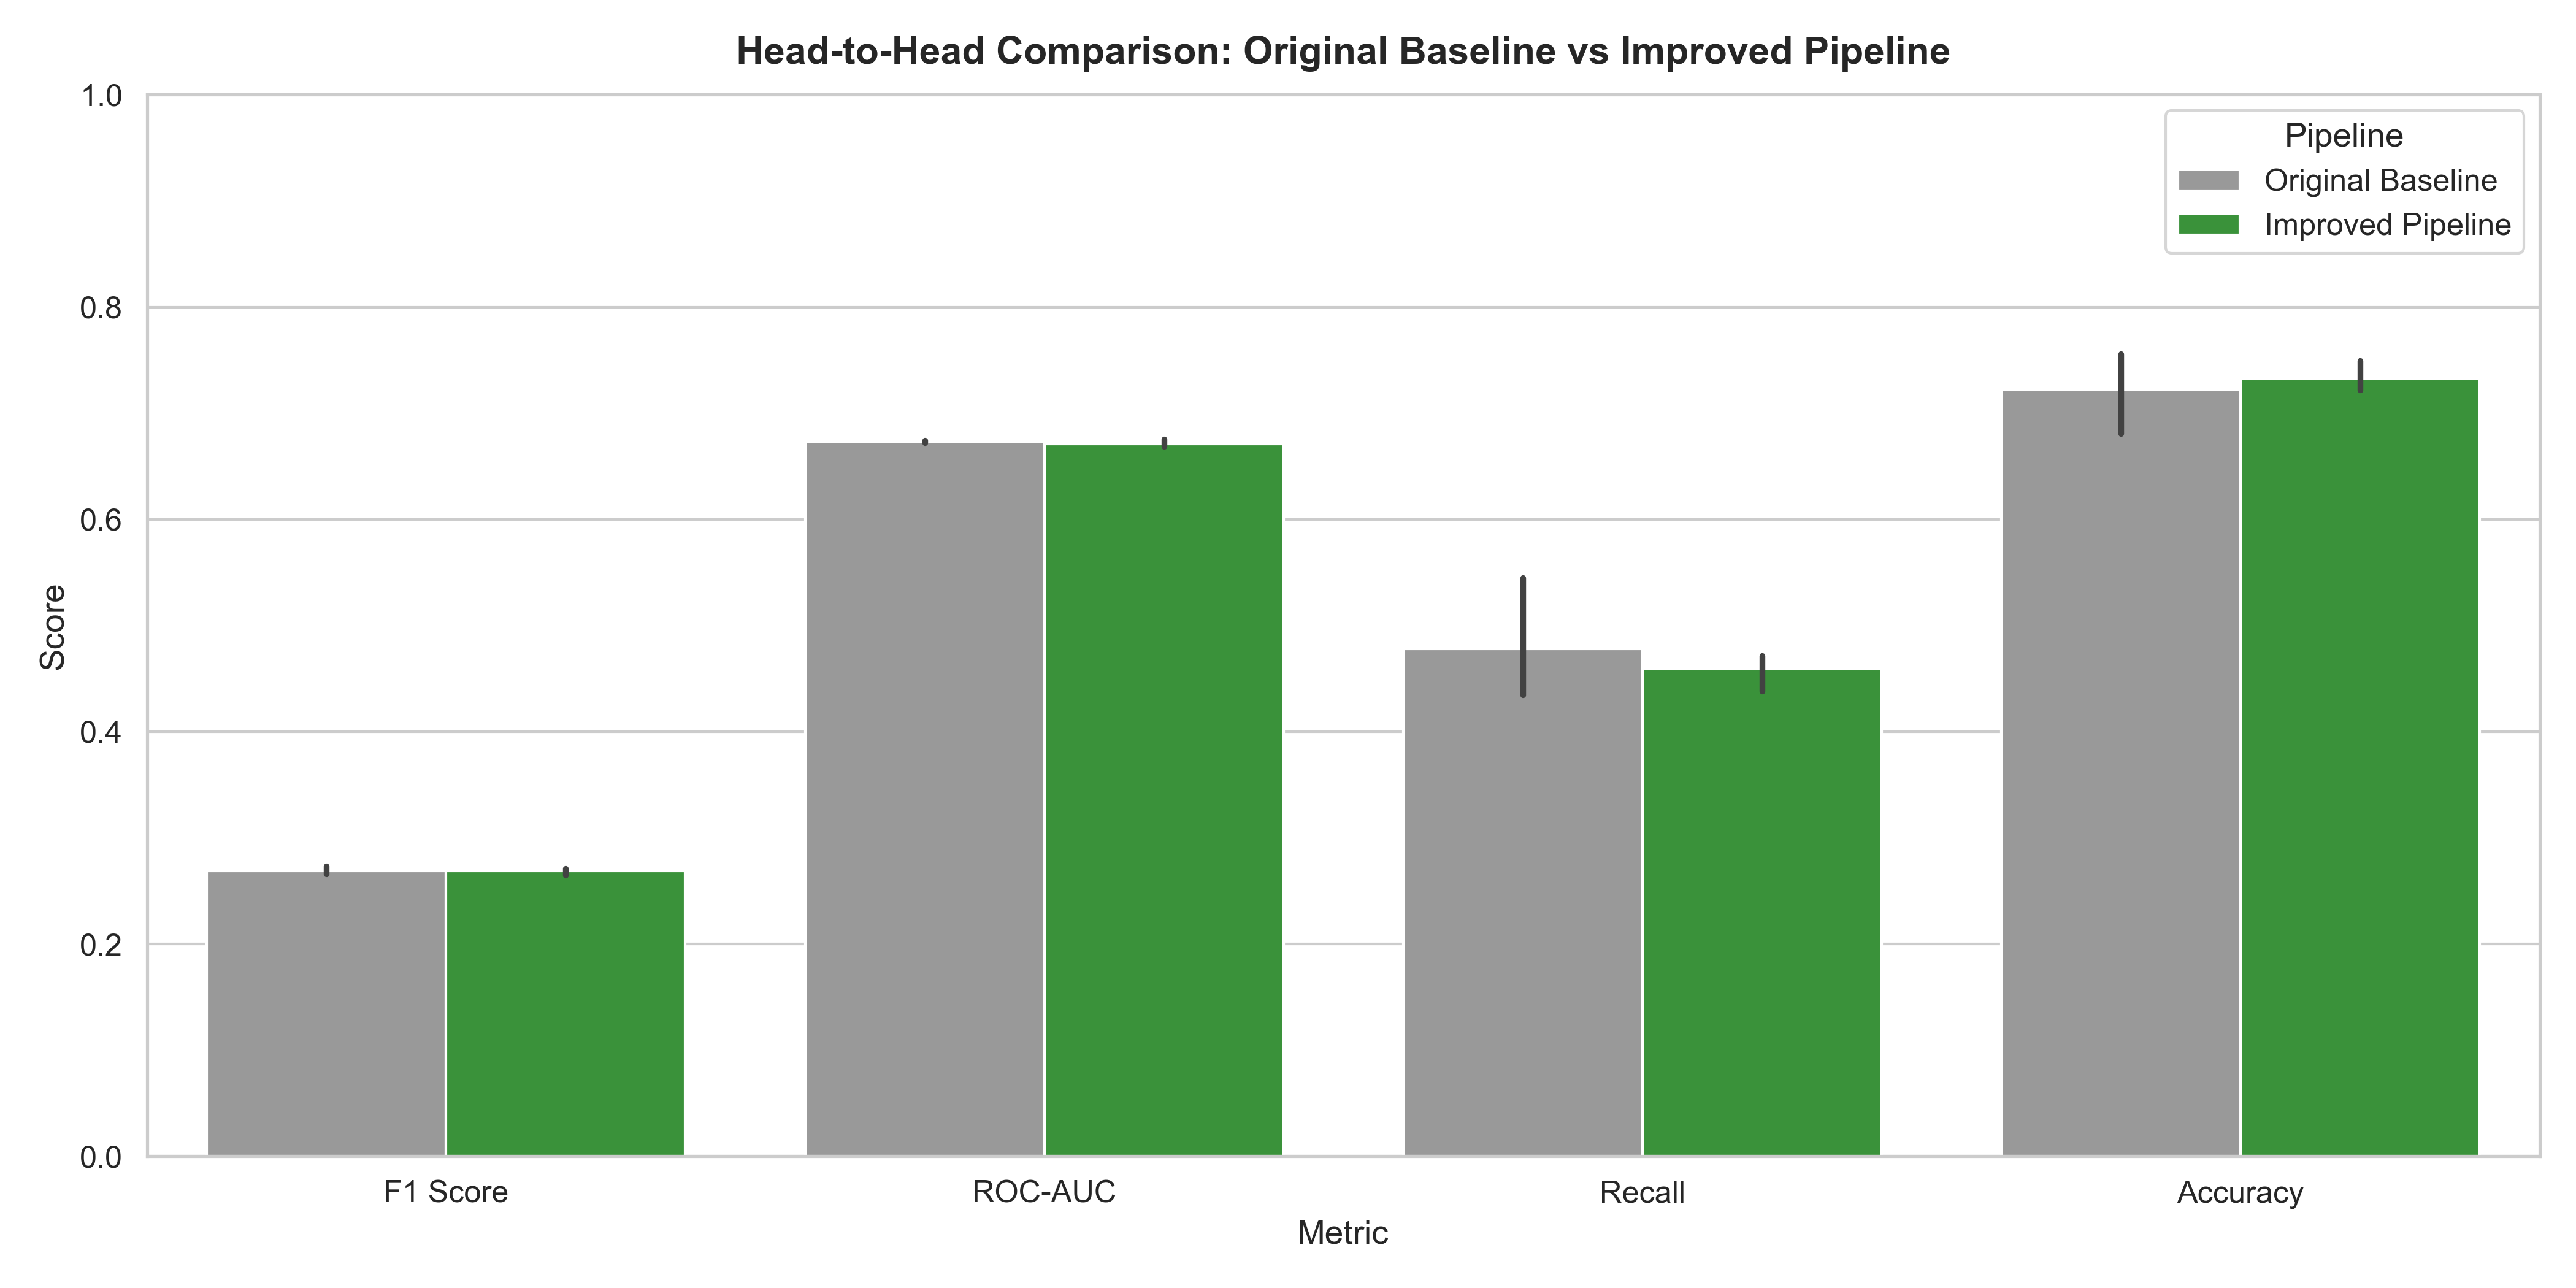 Head-to-Head Comparison: Original Baseline vs Improved Pipeline
1.0
0.8
0.6
0.4
0.2
0.0
Score
Pipeline
Original Baseline
Improved Pipeline
F1 Score
ROC-AUC
Recall
Accuracy
Metric